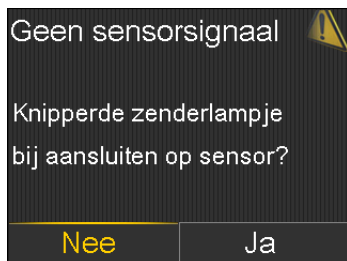 Geen sensorsignaal
Knipperde zenderlampje
bij aansluiten op sensor?
Nee
Ja